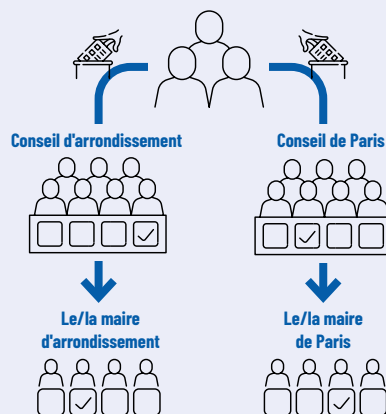 Conseil d'arrondissement
Conseil de Paris
Le/la maire
d'arrondissement
Le/la maire
de Paris